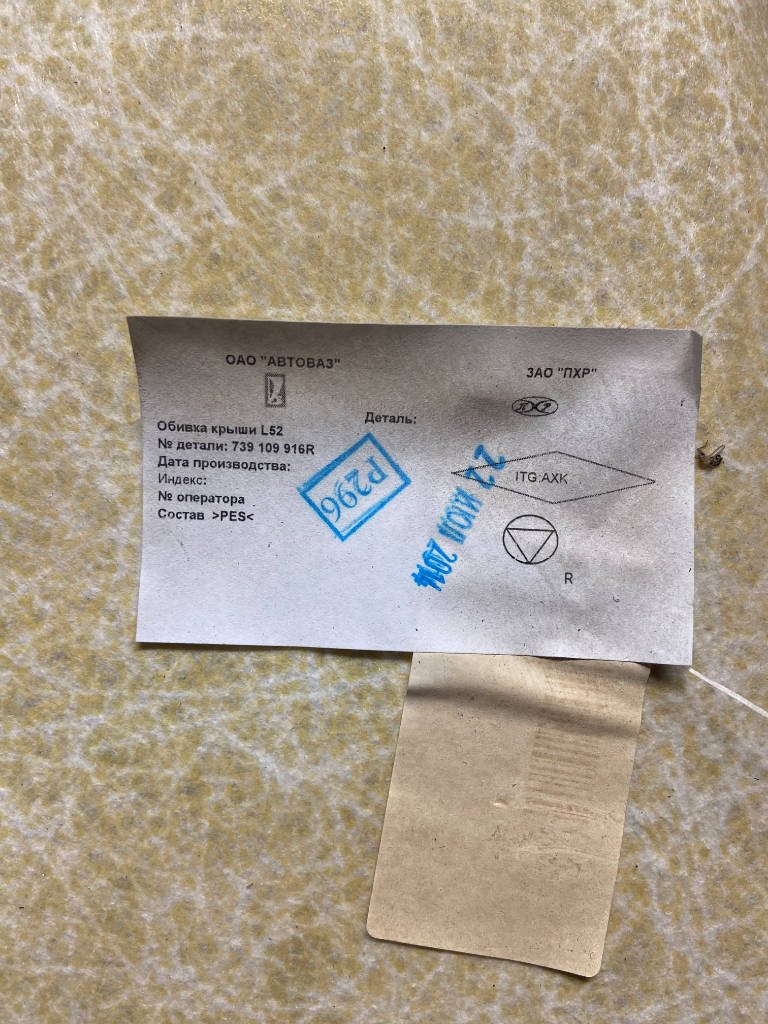 ОАО "АВТОВАЗ"
Обивка крыши L52
№ детали: 739 109 916R
Дата производства:
Индекс:
№ оператора
Состав >PES<
Деталь:
P296
22 ИЮЛ 2014
ЗАО "ПХР"
ПХР
ITG.AXK
R